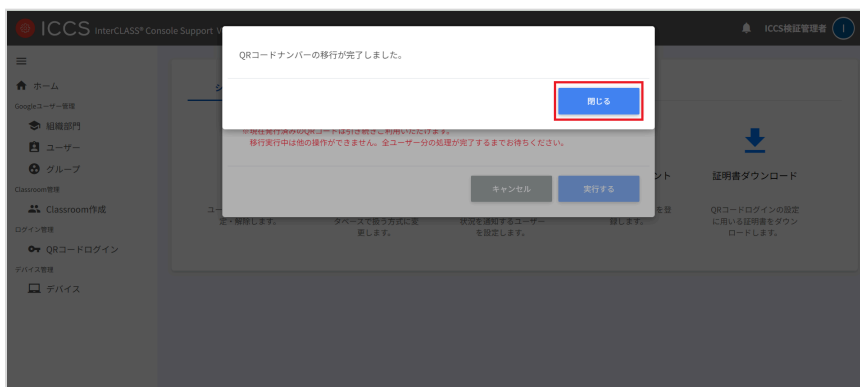 ICCS InterCLASS® Console Support V
ICCS検証管理者 I
QRコードナンバーの移行が完了しました。
閉じる
ホーム
Googleユーザー管理
組織部門
ユーザー
グループ
Classroom管理
Classroom作成
ログイン管理
QRコードログイン
デバイス管理
デバイス
※現在発行済みのQRコードは引き続きご利用いただけます。
移行実行中は他の操作ができません。全ユーザー分の処理が完了するまでお待ちください。
キャンセル
実行する
ント
証明書ダウンロード
ユー
定・解除します。
タベースで扱う方式に変
更します。
状況を通知するユーザー
を設定します。
を登
録します。
QRコードログインの設定
に用いる証明書をダウン
ロードします。